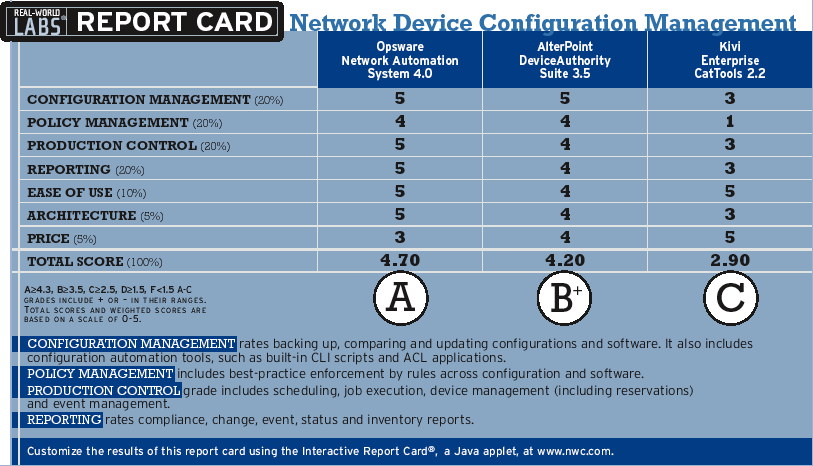 REAL-WORLD
LABS® REPORT CARD Network Device Configuration Management
Opsware
Network Automation
System 4.0
AlterPoint
DeviceAuthority
Suite 3.5
Kivi
Enterprise
CatTools 2.2
CONFIGURATION MANAGEMENT (20%) 5 5 3
POLICY MANAGEMENT (20%) 4 4 1
PRODUCTION CONTROL (20%) 5 4 3
REPORTING (20%) 5 4 3
EASE OF USE (10%) 5 4 5
ARCHITECTURE (5%) 5 4 3
PRICE (5%) 3 4 5
TOTAL SCORE (100%) 4.70 4.20 2.90
A≥4.3, B≥3.5, C≥2.5, D≥1.5, F<1.5 A-C
GRADES INCLUDE + OR – IN THEIR RANGES.
TOTAL SCORES AND WEIGHTED SCORES ARE
BASED ON A SCALE OF 0-5.
A B+ C
CONFIGURATION MANAGEMENT rates backing up, comparing and updating configurations and software. It also includes
configuration automation tools, such as built-in CLI scripts and ACL applications.
POLICY MANAGEMENT includes best-practice enforcement by rules across configuration and software.
PRODUCTION CONTROL grade includes scheduling, job execution, device management (including reservations)
and event management.
REPORTING rates compliance, change, event, status and inventory reports.
Customize the results of this report card using the Interactive Report Card®, a Java applet, at www.nwc.com.